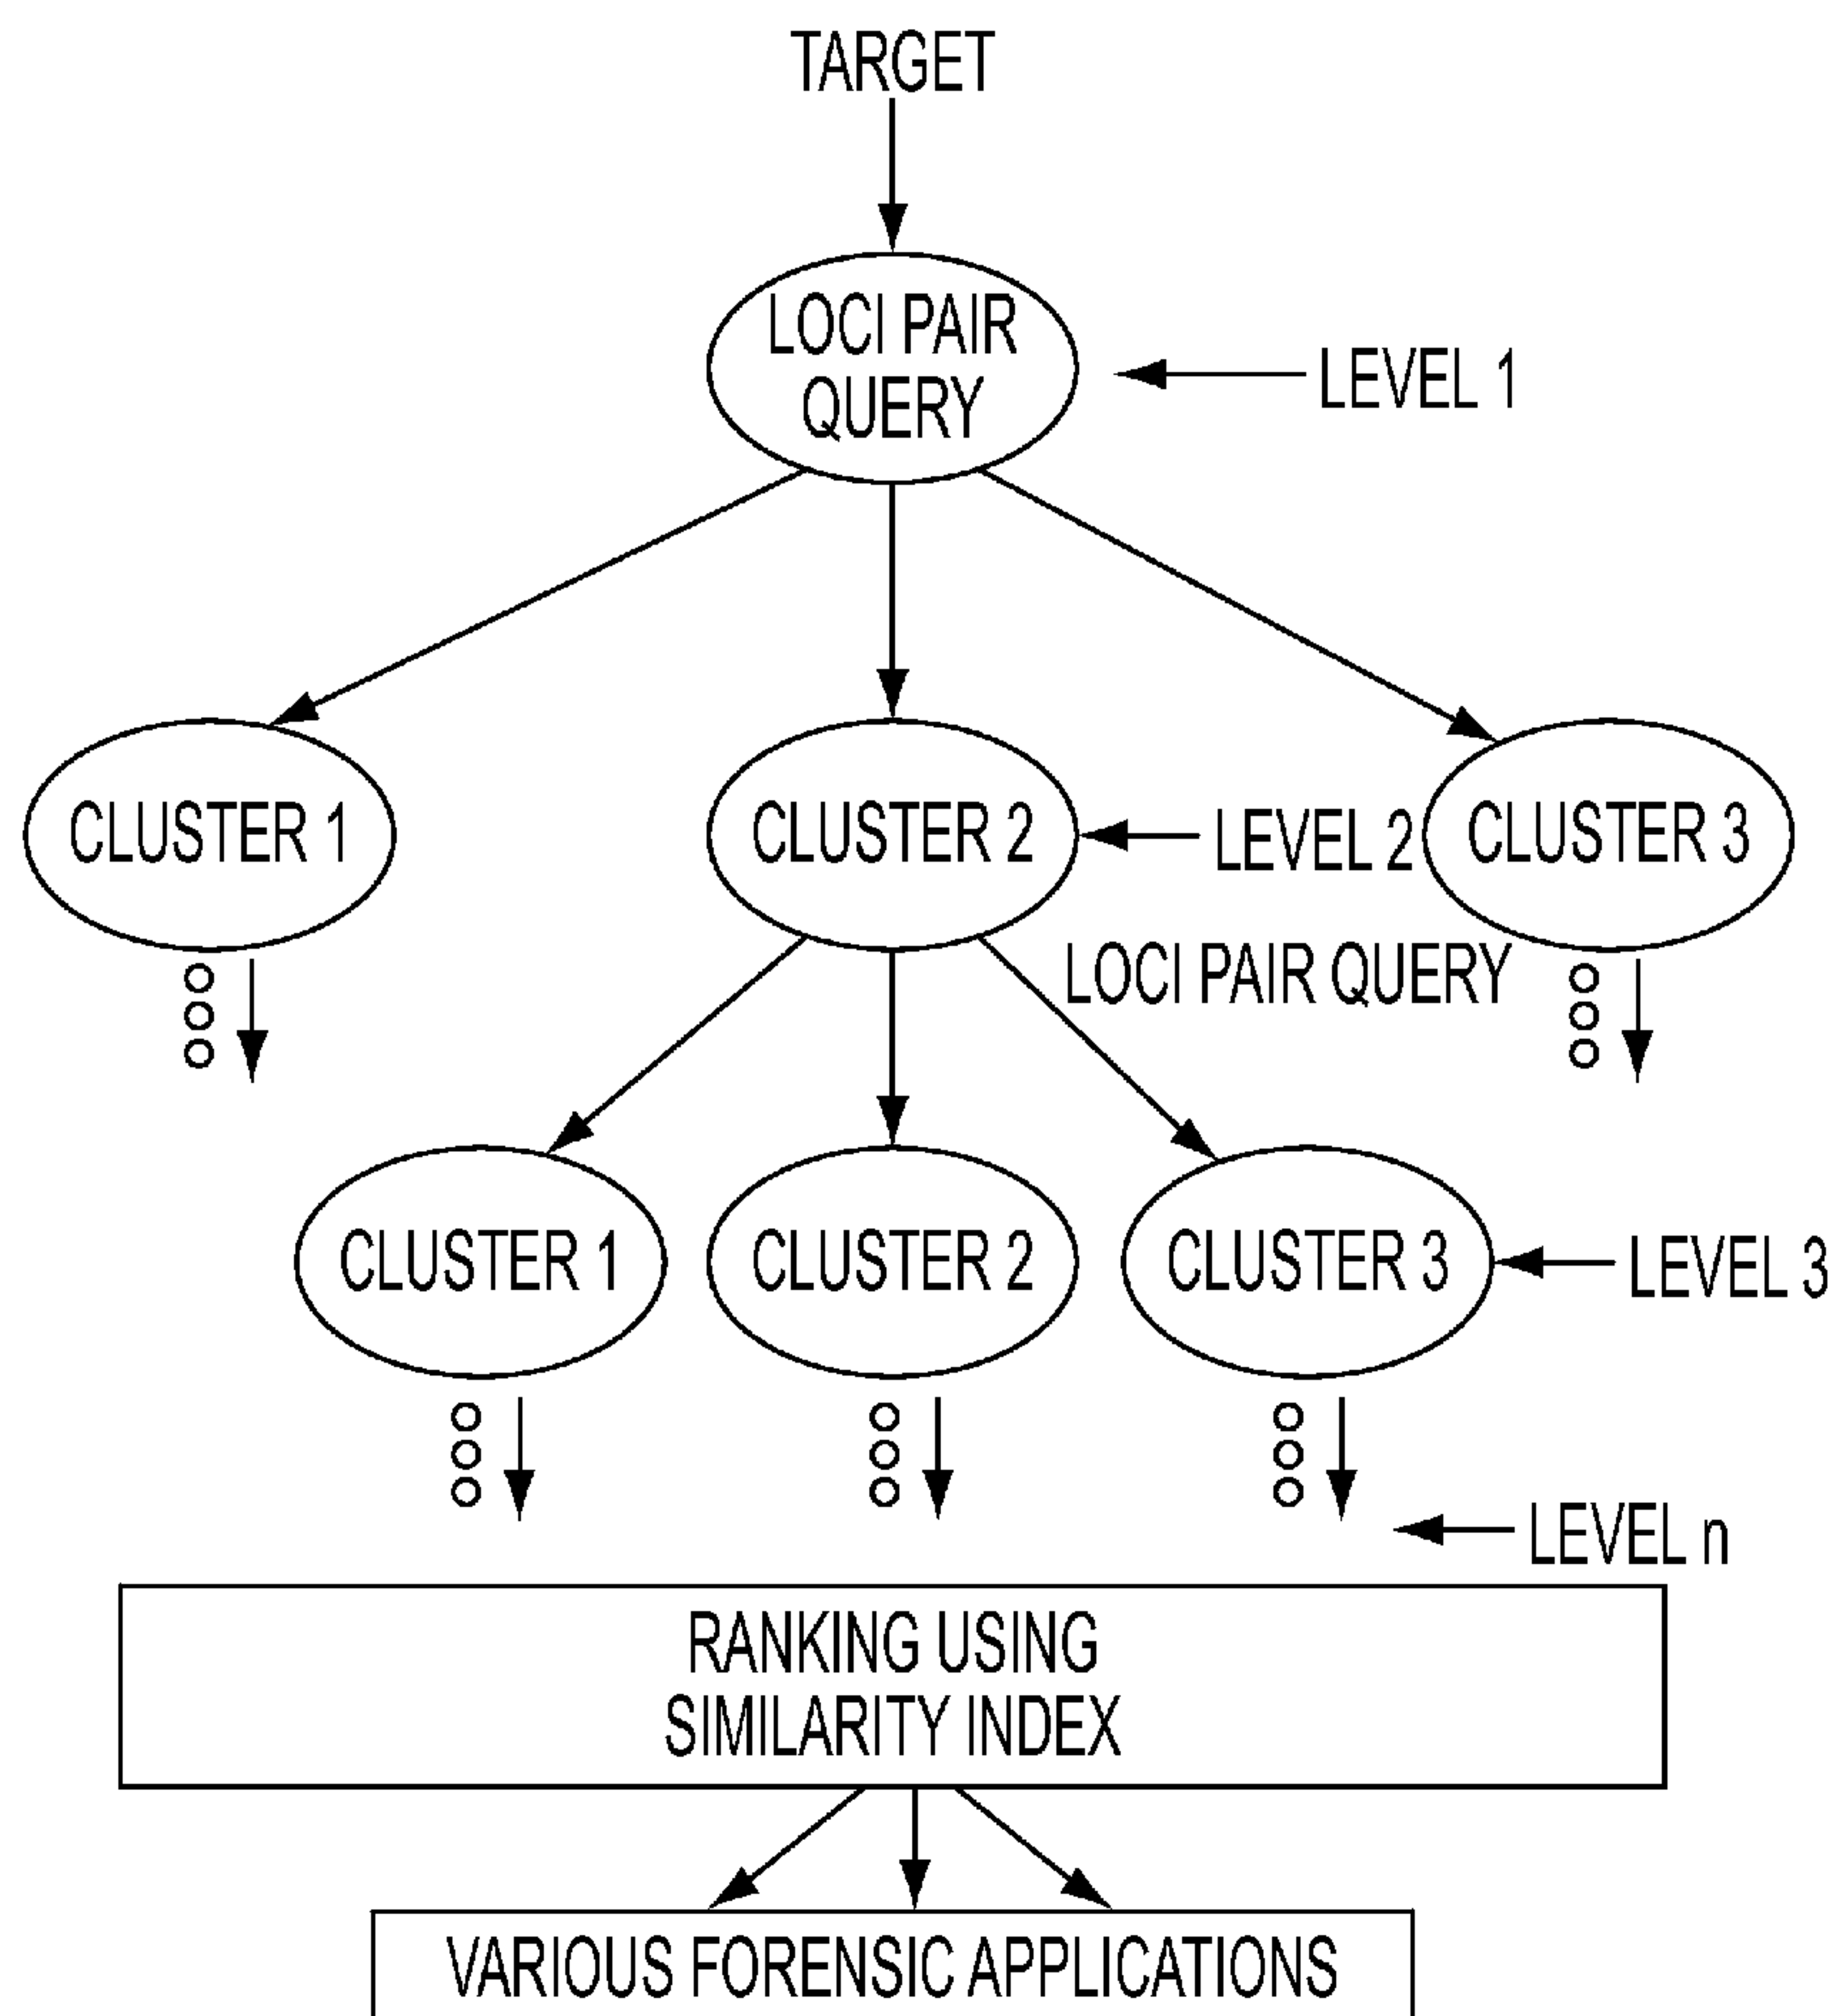 TARGET
LOCI PAIR
QUERY
LEVEL 1
CLUSTER 1
CLUSTER 2
LEVEL 2
CLUSTER 3
LOCI PAIR QUERY
CLUSTER 1
CLUSTER 2
CLUSTER 3
LEVEL 3
LEVEL n
RANKING USING
SIMILARITY INDEX
VARIOUS FORENSIC APPLICATIONS